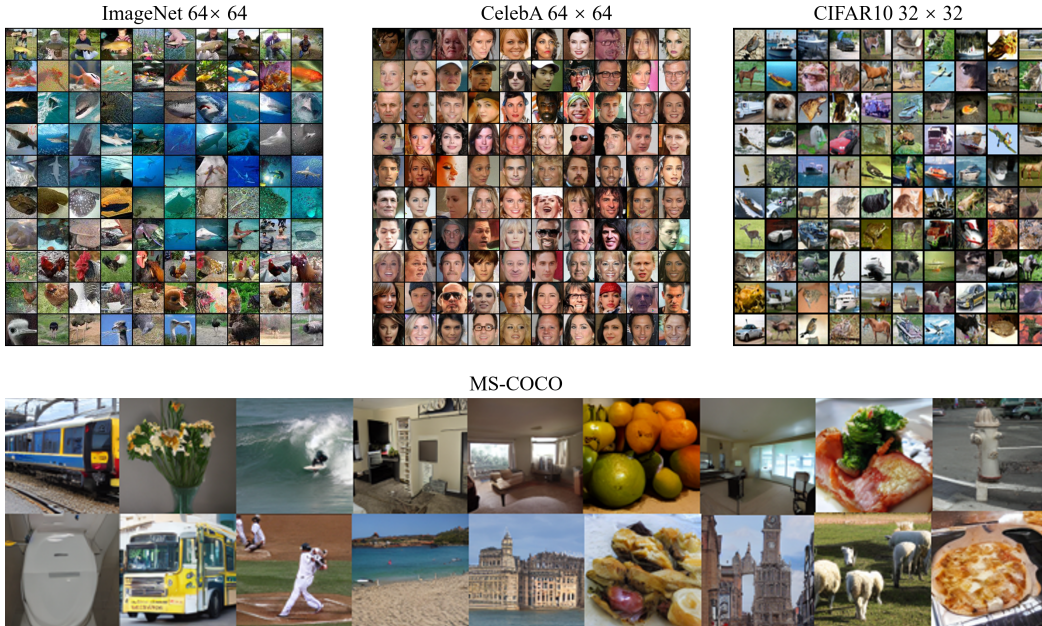 ImageNet 64× 64
CelebA 64 × 64
CIFAR10 32 × 32
MS-COCO